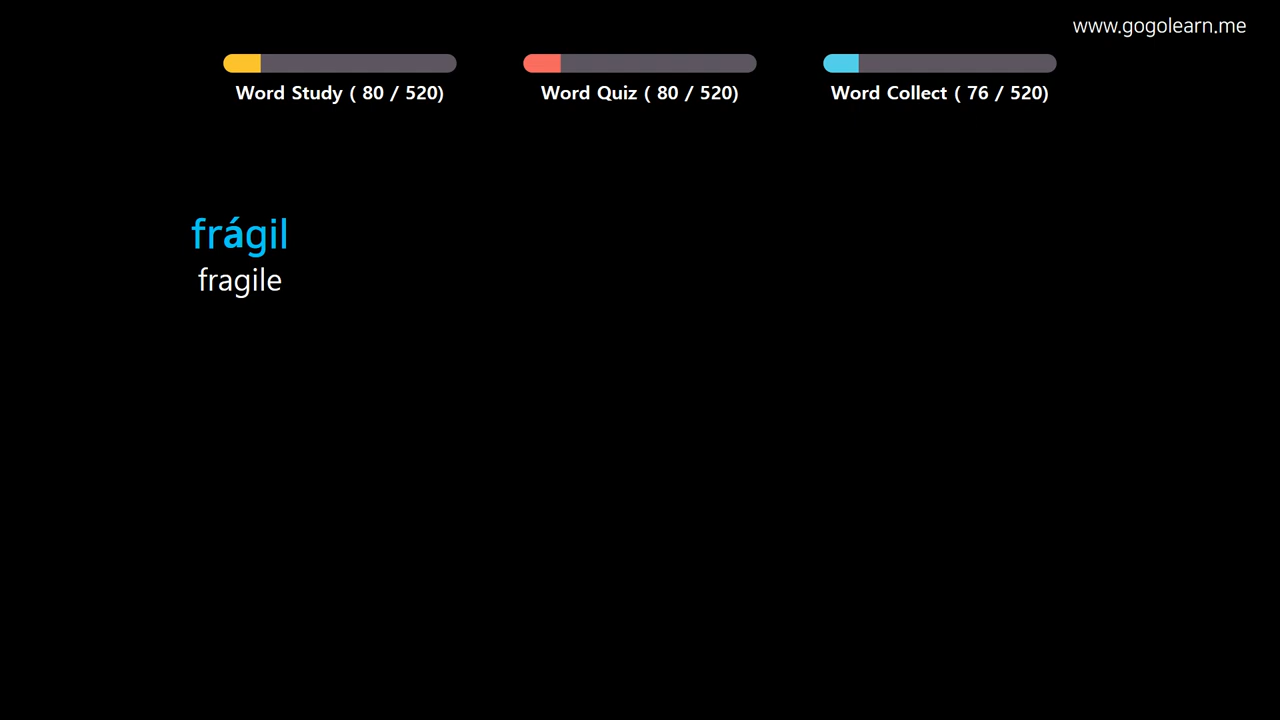 www.gogolearn.me
Word Study ( 80 / 520)
Word Quiz ( 80 / 520)
Word Collect ( 76 / 520)
frágil
fragile